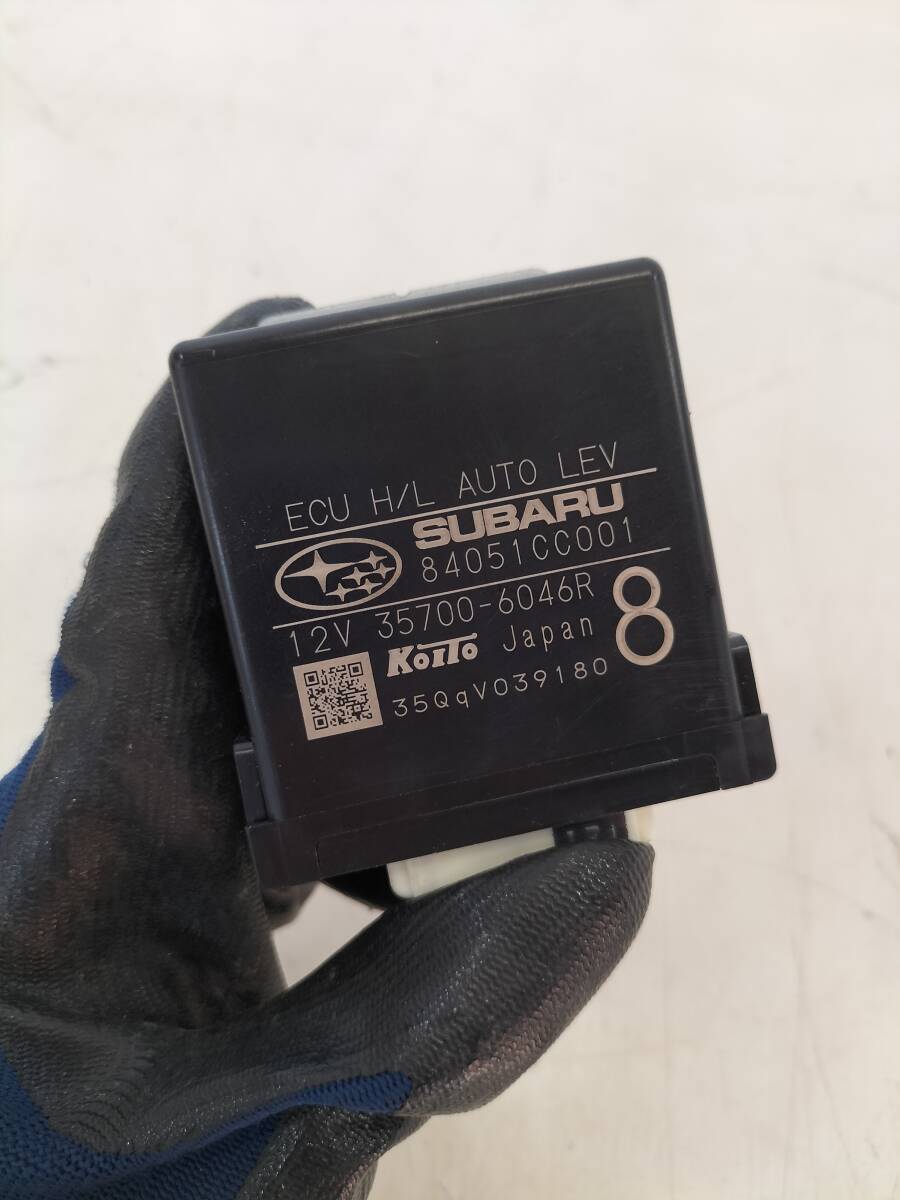 ECU H/L AUTO LEV
SUBARU
84051CC001
12V 35700-6046R
8
KOITO Japan
35QqV039180